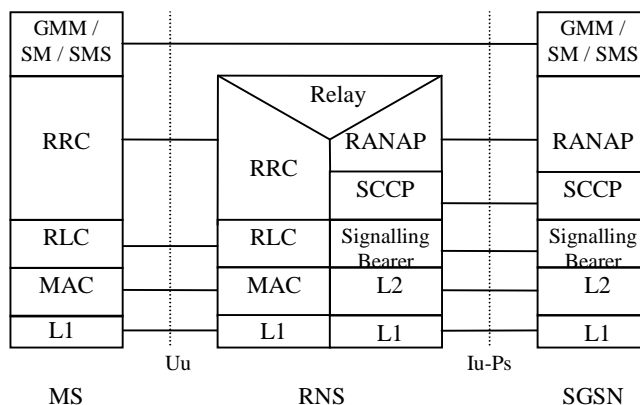 GMM /
SM / SMS
GMM /
SM / SMS
Relay
RRC
RRC
RANAP
RANAP
SCCP
SCCP
RLC
RLC
Signalling
Bearer
Signalling
Bearer
MAC
MAC
L2
L2
L1
L1
L1
L1
Uu
Iu-Ps
MS
RNS
SGSN